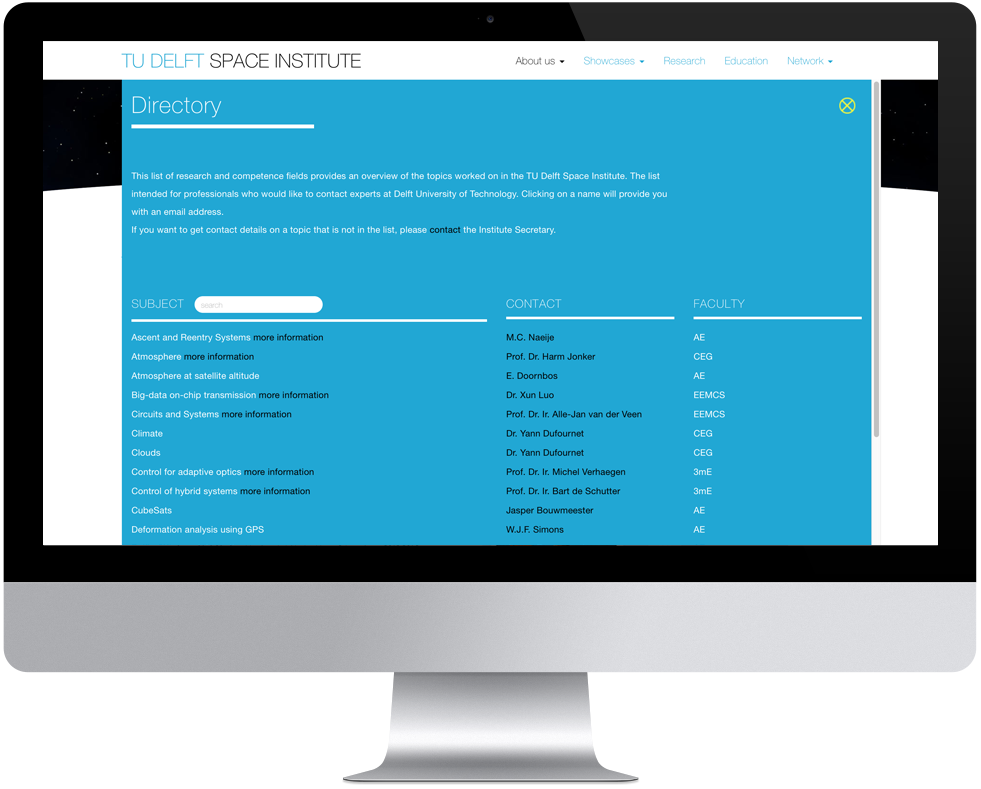 TU DELFT SPACE INSTITUTE
About us Showcases Research Education Network
Directory
This list of research and competence fields provides an overview of the topics worked on in the TU Delft Space Institute. The list
intended for professionals who would like to contact experts at Delft University of Technology. Clicking on a name will provide you
with an email address.
If you want to get contact details on a topic that is not in the list, please contact the Institute Secretary.
SUBJECT search CONTACT FACULTY
Ascent and Reentry Systems more information M.C. Naeije AE
Atmosphere more information Prof. Dr. Harm Jonker CEG
Atmosphere at satellite altitude E. Doornbos AE
Big-data on-chip transmission more information Dr. Xun Luo EEMCS
Circuits and Systems more information Prof. Dr. Ir. Alle-Jan van der Veen EEMCS
Climate Dr. Yann Dufournet CEG
Clouds Dr. Yann Dufournet CEG
Control for adaptive optics more information Prof. Dr. Ir. Michel Verhaegen 3mE
Control of hybrid systems more information Prof. Dr. Ir. Bart de Schutter 3mE
CubeSats Jasper Bouwmeester AE
Deformation analysis using GPS W.J.F. Simons AE